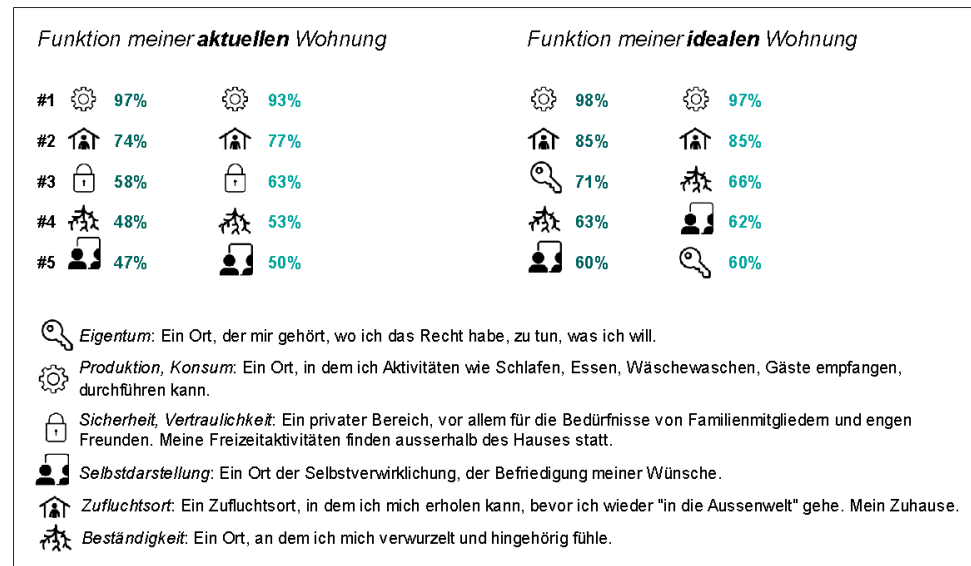 Funktion meiner aktuellen Wohnung Funktion meiner idealen Wohnung
#1 97% 93% 98% 97%
#2 74% 77% 85% 85%
#3 58% 63% 71% 66%
#4 48% 53% 63% 62%
#5 47% 50% 60% 60%
Eigentum: Ein Ort, der mir gehört, wo ich das Recht habe, zu tun, was ich will.
Produktion, Konsum: Ein Ort, in dem ich Aktivitäten wie Schlafen, Essen, Wäschewaschen, Gäste empfangen,
durchführen kann.
Sicherheit, Vertraulichkeit: Ein privater Bereich, vor allem für die Bedürfnisse von Familienmitgliedern und engen
Freunden. Meine Freizeitaktivitäten finden ausserhalb des Hauses statt.
Selbstdarstellung: Ein Ort der Selbstverwirklichung, der Befriedigung meiner Wünsche.
Zufluchtsort: Ein Zufluchtsort, in dem ich mich erholen kann, bevor ich wieder "in die Aussenwelt" gehe. Mein Zuhause.
Beständigkeit: Ein Ort, an dem ich mich verwurzelt und hingehörig fühle.